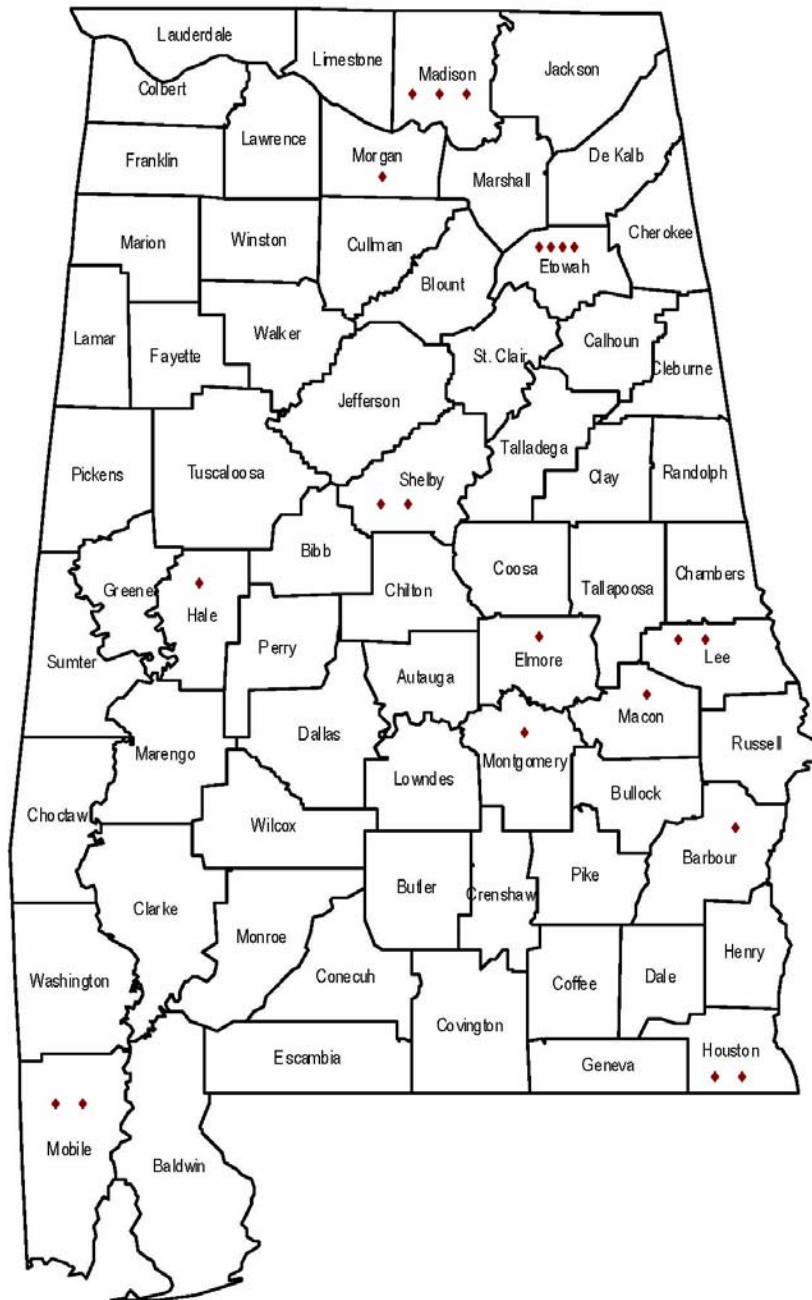 Lauderdale
Limestone
Madison
Jackson
Colbert
Lawrence
Franklin
Morgan
Marshall
De Kalb
Marion
Winston
Cullman
Cherokee
Etowah
Blount
Lamar
Fayette
Walker
St. Clair
Calhoun
Cleburne
Jefferson
Pickens
Tuscaloosa
Shelby
Talladega
Clay
Randolph
Bibb
Greene
Hale
Chilton
Coosa
Tallapoosa
Chambers
Sumter
Perry
Autauga
Elmore
Lee
Macon
Marengo
Dallas
Lowndes
Montgomery
Russell
Bullock
Choctaw
Wilcox
Barbour
Clarke
Butler
Crenshaw
Pike
Monroe
Washington
Conecuh
Coffee
Dale
Henry
Covington
Escambia
Geneva
Houston
Mobile
Baldwin